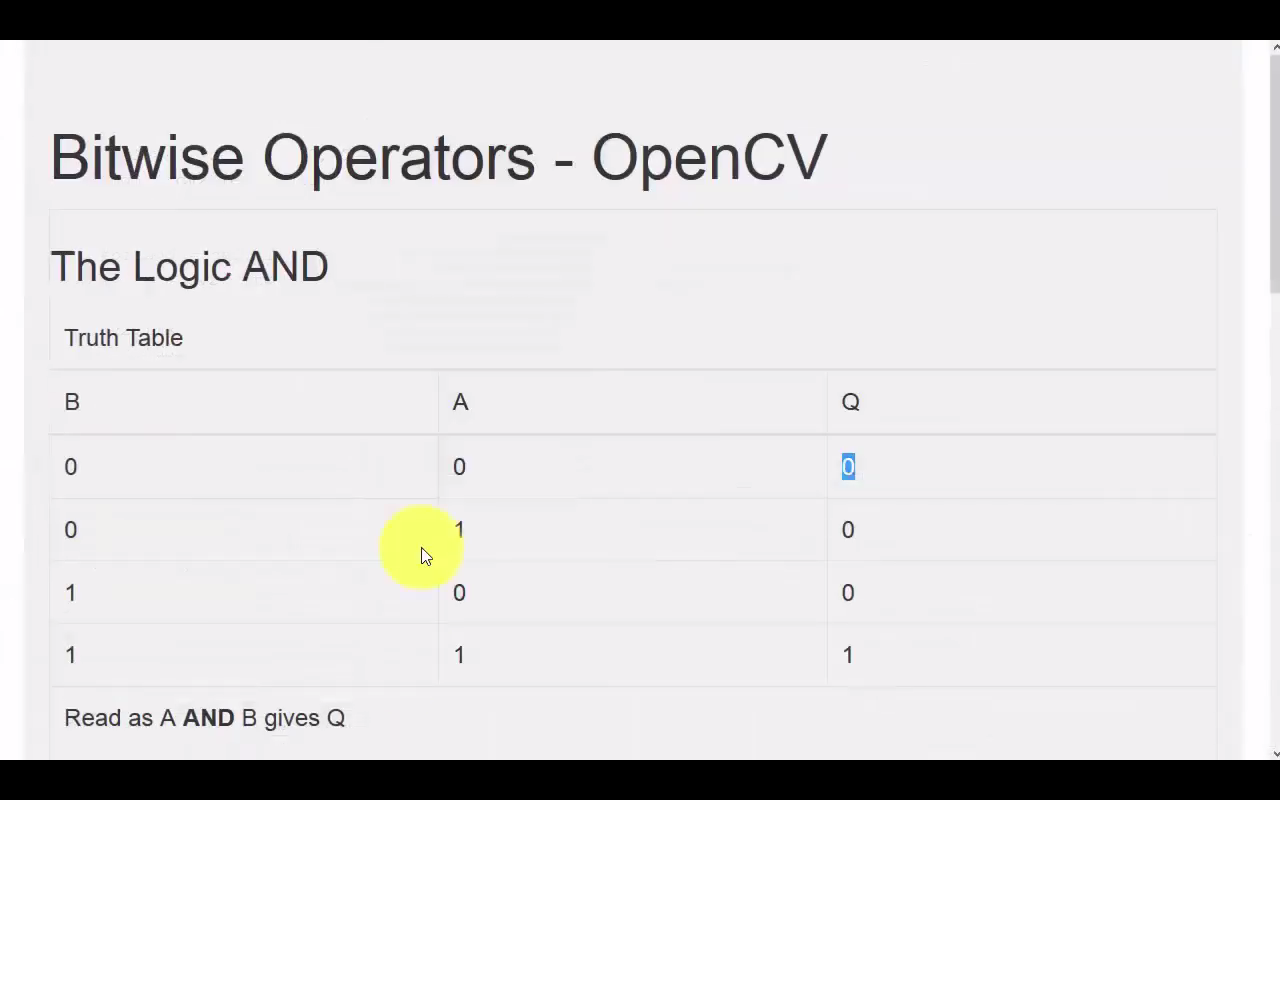 Bitwise Operators - OpenCV
The Logic AND
Truth Table
B A Q
0 0 0
0 1 0
1 0 0
1 1 1
Read as A AND B gives Q